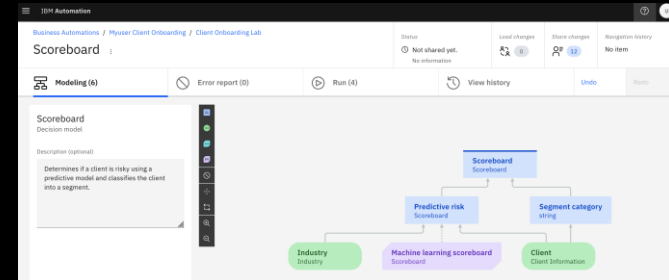 IBM Automation
Business Automations / Myuser Client Onboarding / Client Onboarding Lab
Scoreboard
Status
Not shared yet.
No information
Load changes
0
Share changes
12
Navigation history
No item
Modeling (6)
Error report (0)
Run (4)
View history
Undo
Redo
Scoreboard
Decision model
Description (optional)
Determines if a client is risky using a
predictive model and classifies the client
into a segment.
Scoreboard
Scoreboard
Predictive risk
Scoreboard
Segment category
string
Industry
Industry
Machine learning scoreboard
Scoreboard
Client
Client Information